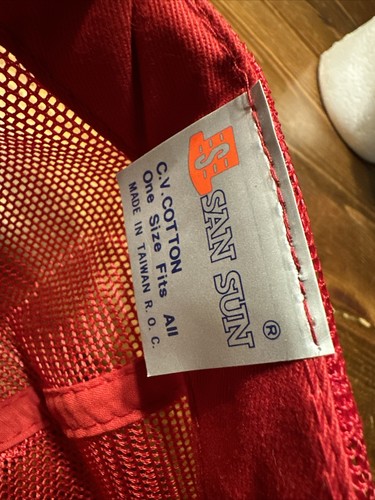 S
SAN SUN ®
C.V.COTTON
One Size Fits All
MADE IN TAIWAN R.O.C.